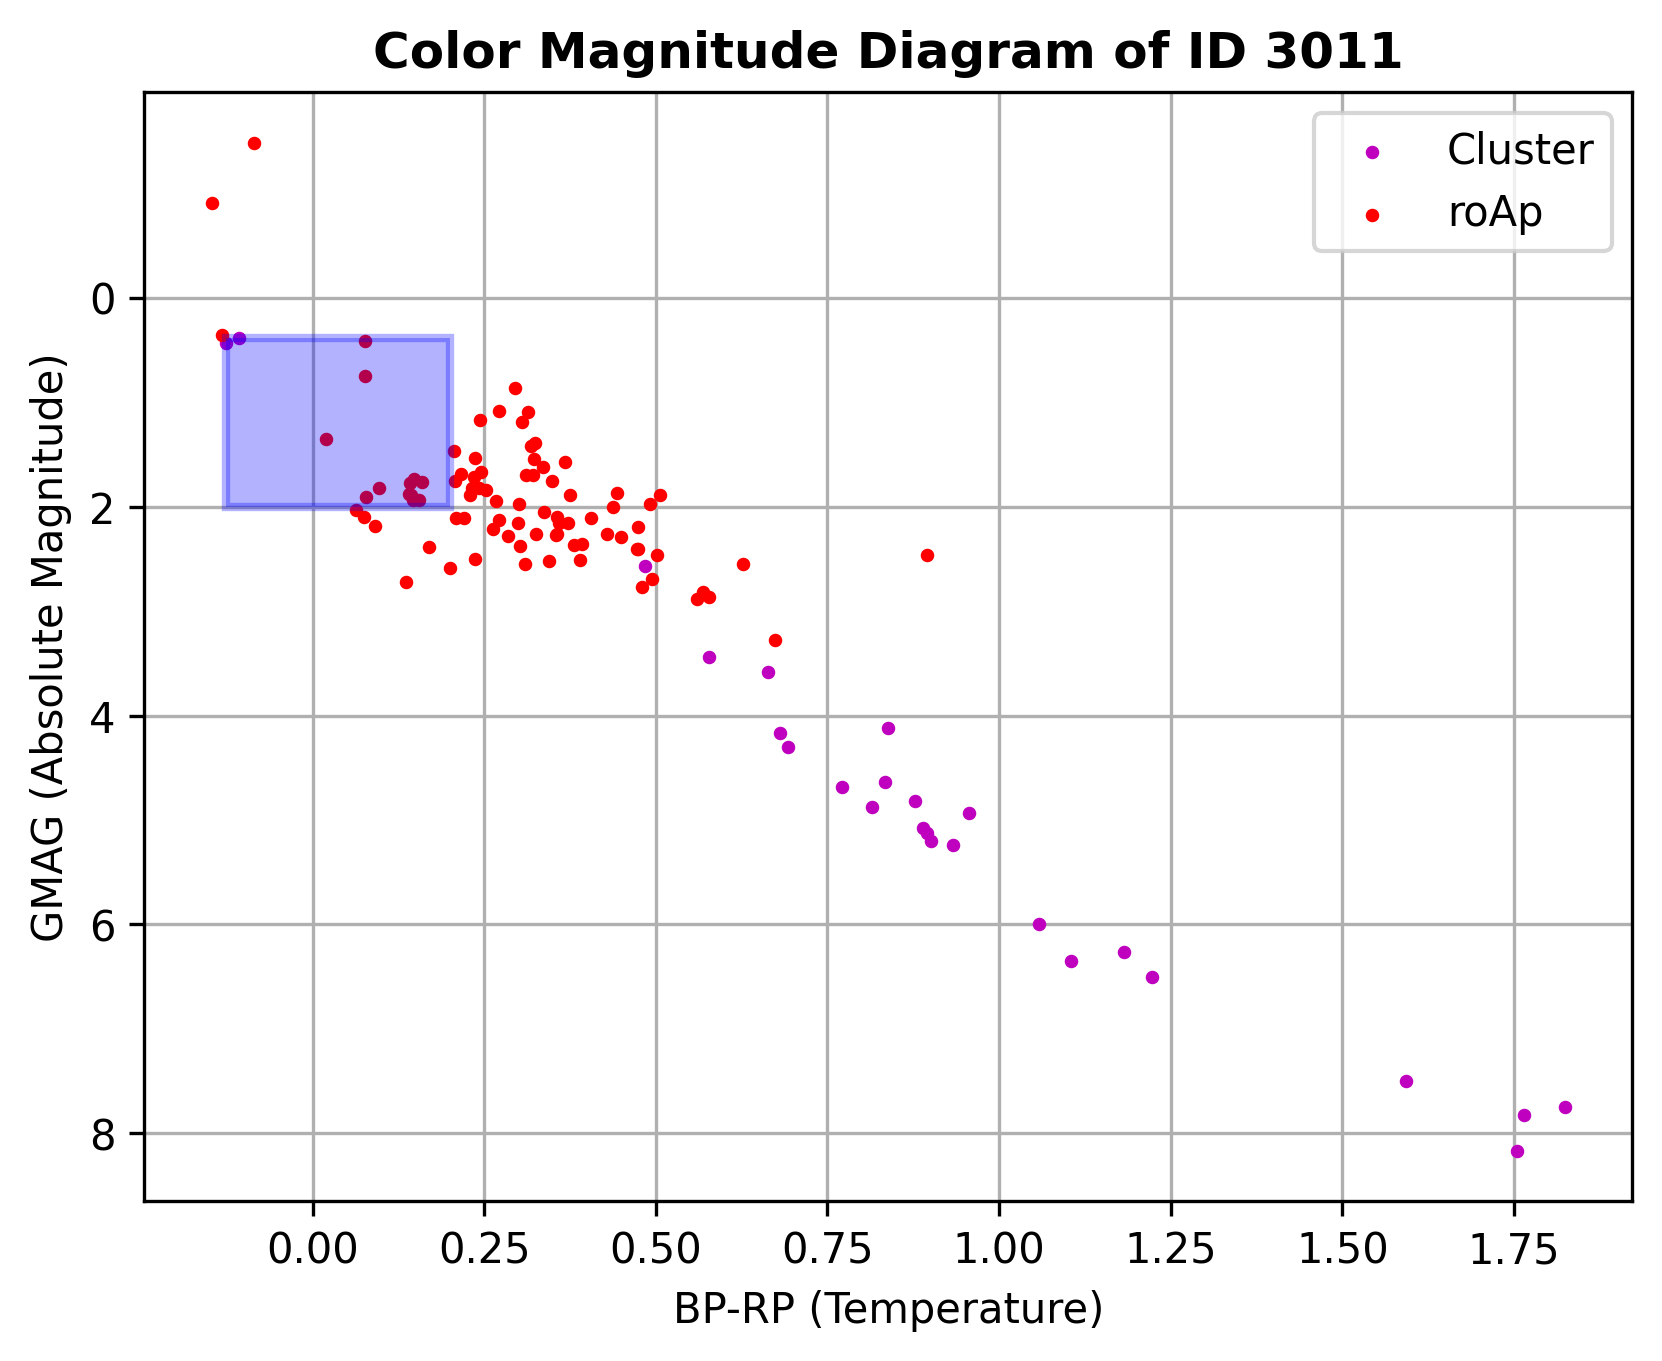 Color Magnitude Diagram of ID 3011
Cluster
roAp
GMAG (Absolute Magnitude)
0
2
4
6
8
0.00 0.25 0.50 0.75 1.00 1.25 1.50 1.75
BP-RP (Temperature)